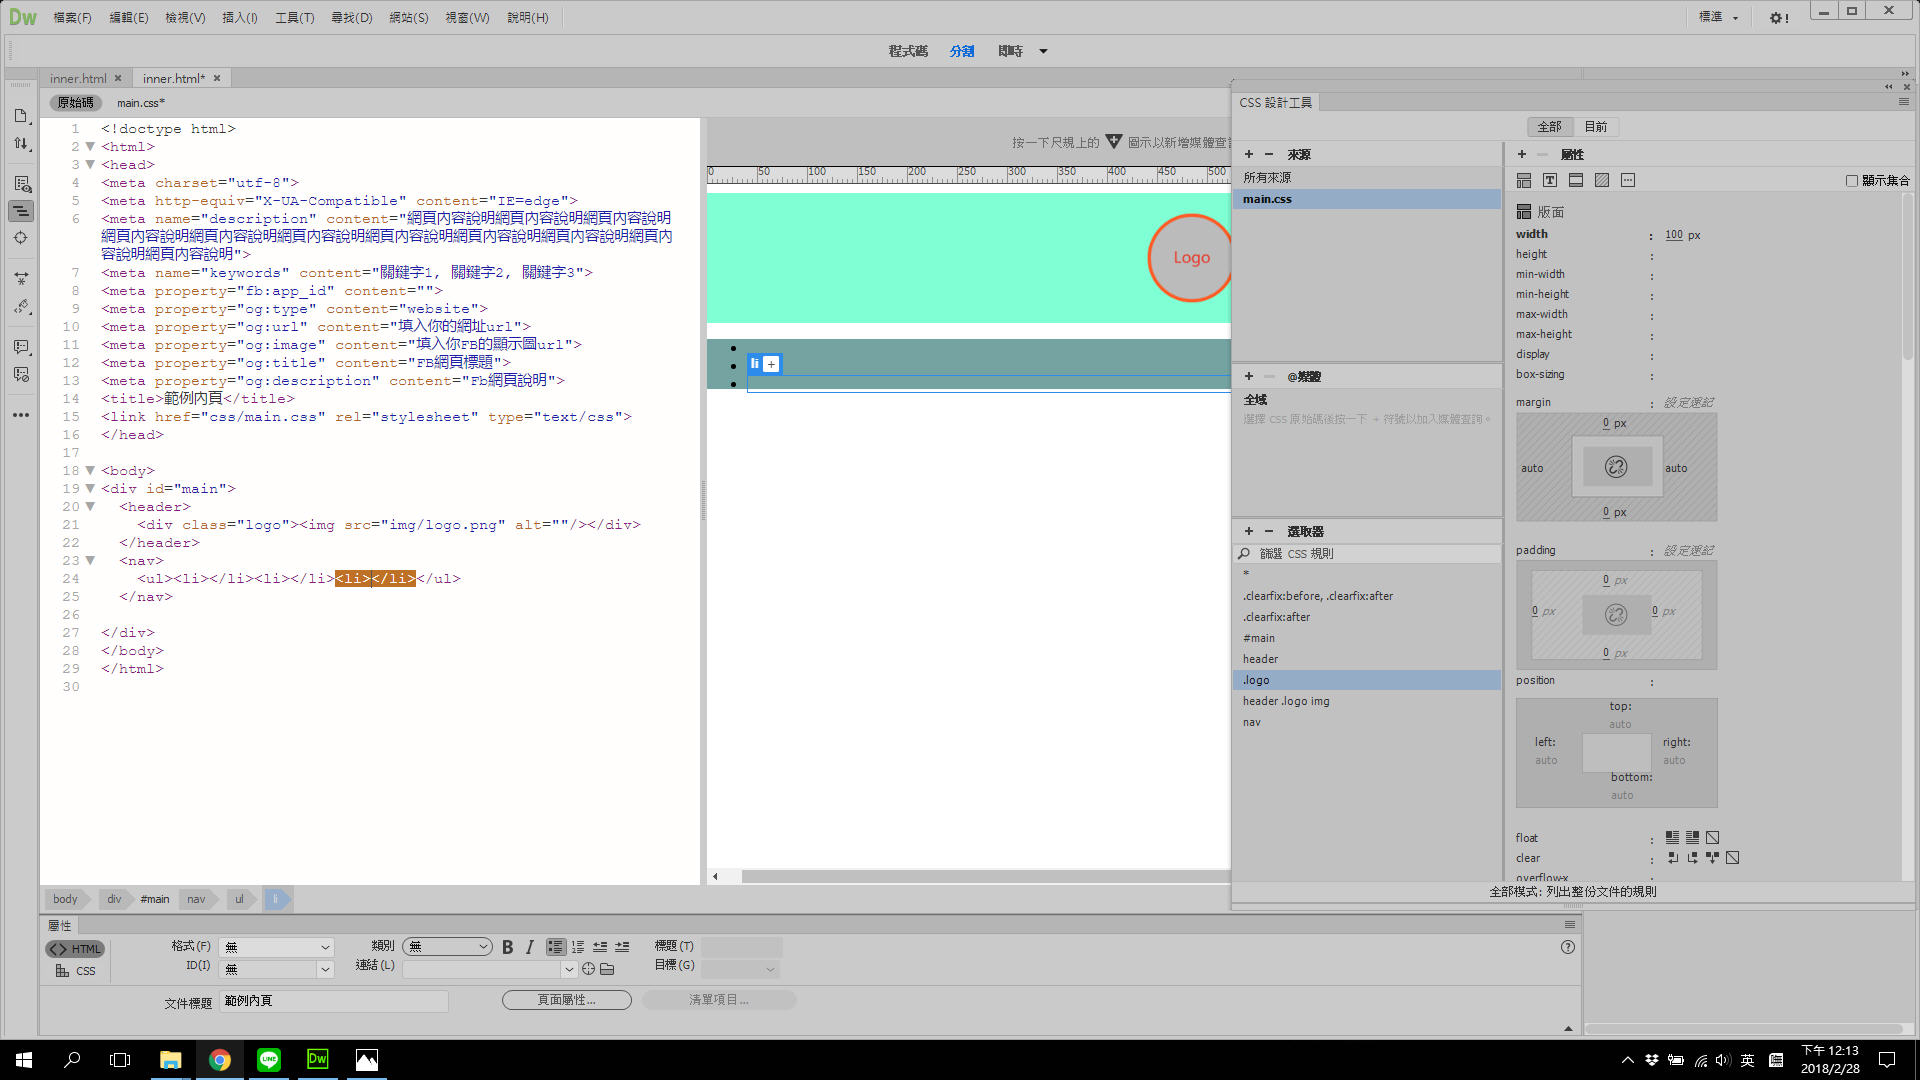 Dw 檔案(F) 編輯(E) 檢視(V) 插入(I) 工具(T) 尋找(D) 網站(S) 視窗(W) 說明(H) 標準
程式碼 分割 即時
inner.html inner.html*
原始碼 main.css*
1 <!doctype html>
2 <html>
3 <head>
4 <meta charset="utf-8">
5 <meta http-equiv="X-UA-Compatible" content="IE=edge">
6 <meta name="description" content="網頁內容說明網頁內容說明網頁內容說明
網頁內容說明網頁內容說明網頁內容說明網頁內容說明網頁內容說明網頁內容說明網頁內
容說明網頁內容說明">
7 <meta name="keywords" content="關鍵字1, 關鍵字2, 關鍵字3">
8 <meta property="fb:app_id" content="">
9 <meta property="og:type" content="website">
10 <meta property="og:url" content="填入你的網址url">
11 <meta property="og:image" content="填入你FB的顯示圖url">
12 <meta property="og:title" content="FB網頁標題">
13 <meta property="og:description" content="Fb網頁說明">
14 <title>範例內頁</title>
15 <link href="css/main.css" rel="stylesheet" type="text/css">
16 </head>
17
18 <body>
19 <div id="main">
20 <header>
21 <div class="logo"><img src="img/logo.png" alt=""/></div>
22 </header>
23 <nav>
24 <ul><li></li><li></li><li></li></ul>
25 </nav>
26
27 </div>
28 </body>
29 </html>
30
按一下尺規上的 圖示以新增媒體查
0 50 100 150 200 250 300 350 400 450 500
Logo
li +
CSS 設計工具
全部 目前
+ − 來源
所有來源
main.css
+ − @媒體
全域
選擇 CSS 原始碼後按一下 + 符號以加入媒體查詢。
+ − 選取器
篩選 CSS 規則
*
.clearfix:before, .clearfix:after
.clearfix:after
#main
header
.logo
header .logo img
nav
+ − 屬性
顯示集合
版面
width : 100 px
height :
min-width :
min-height :
max-width :
max-height :
display :
box-sizing :
margin : 設定速記
0 px
auto auto
0 px
padding : 設定速記
0 px
0 px 0 px
0 px
position :
top:
auto
left: right:
auto auto
bottom:
auto
float :
clear :
overflow-x
全部模式: 列出整份文件的規則
body div #main nav ul li
屬性
<> HTML 格式(F) 無 類別 無 B I 標題(T)
CSS ID(I) 無 連結(L) 目標(G)
文件標題 範例內頁 頁面屬性... 清單項目...
Dw 英 下午 12:13
2018/2/28